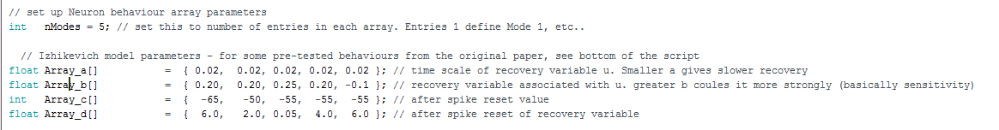 // set up Neuron behaviour array parameters
int   nModes = 5; // set this to number of entries in each array. Entries 1 define Mode 1, etc..
// Izhikevich model parameters - for some pre-tested behaviours from the original paper, see bottom of the script
float Array_a[]          = { 0.02,  0.02, 0.02, 0.02, 0.02 }; // time scale of recovery variable u. Smaller a gives slower recovery
float Array_b[]          = { 0.20,  0.20, 0.25, 0.20, -0.1 }; // recovery variable associated with u. greater b coules it more strongly (basically sensitivity)
int   Array_c[]          = {  -65,   -50,  -55,  -55,  -55 }; // after spike reset value
float Array_d[]          = {  6.0,   2.0, 0.05,  4.0,  6.0 }; // after spike reset of recovery variable